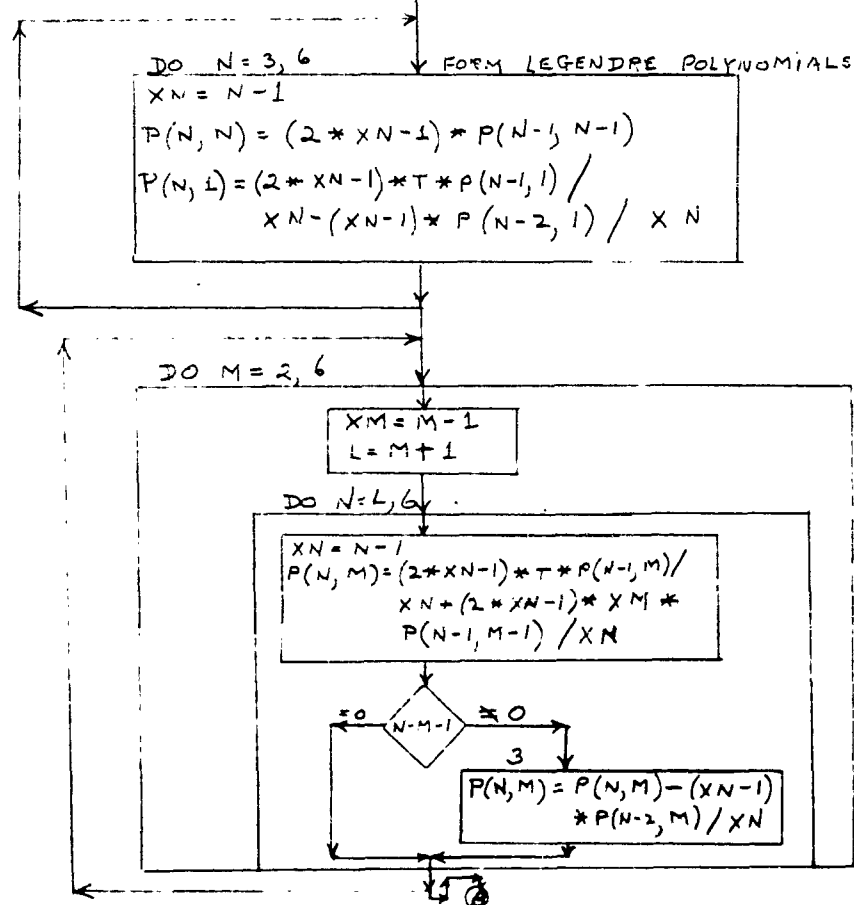 DO N=3, 6 FORM LEGENDRE POLYNOMIALS
XN = N-1
P(N, N) = (2 * XN-1) * P(N-1, N-1)
P(N, 1) = (2 * XN-1) * T * P(N-1, 1) /
XN-(XN-1) * P(N-2, 1) / XN
DO M = 2, 6
XM = M-1
L = M+1
DO N=L, 6
XN = N-1
P(N, M) = (2*XN-1) * T * P(N-1, M) /
XN+(2*XN-1) * XM *
P(N-1, M-1) / XN
=0 N-M-1 ≠0
3
P(N,M) = P(N,M) - (XN-1)
* P(N-2, M) / XN